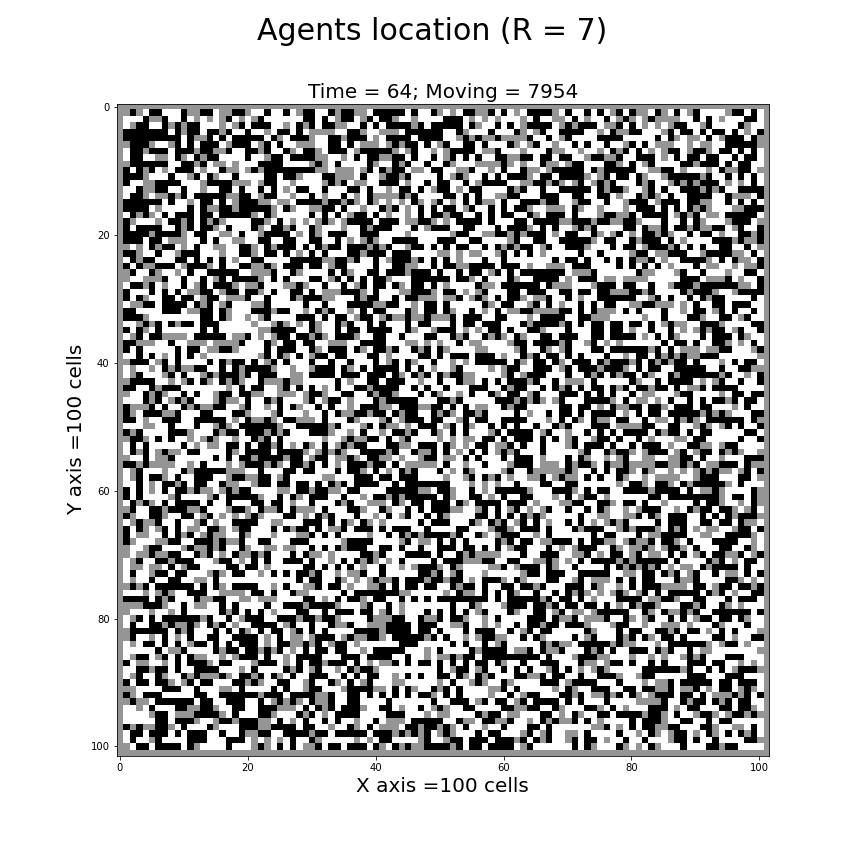 Agents location (R = 7)
Time = 64; Moving = 7954
0
20
40
60
80
100
Y axis =100 cells
0 20 40 60 80 100
X axis =100 cells